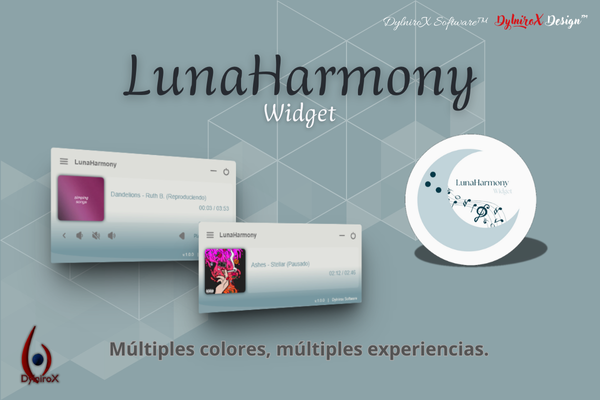 DylniroX Software™ DylniroX Design™
LunaHarmony
Widget
LunaHarmony
Dandelions - Ruth B. (Reproduciendo)
00:03 / 03:53
LunaHarmony
Ashes - Stellar (Pausado)
LunaHarmony
Widget
Múltiples colores, múltiples experiencias.
DylniroX